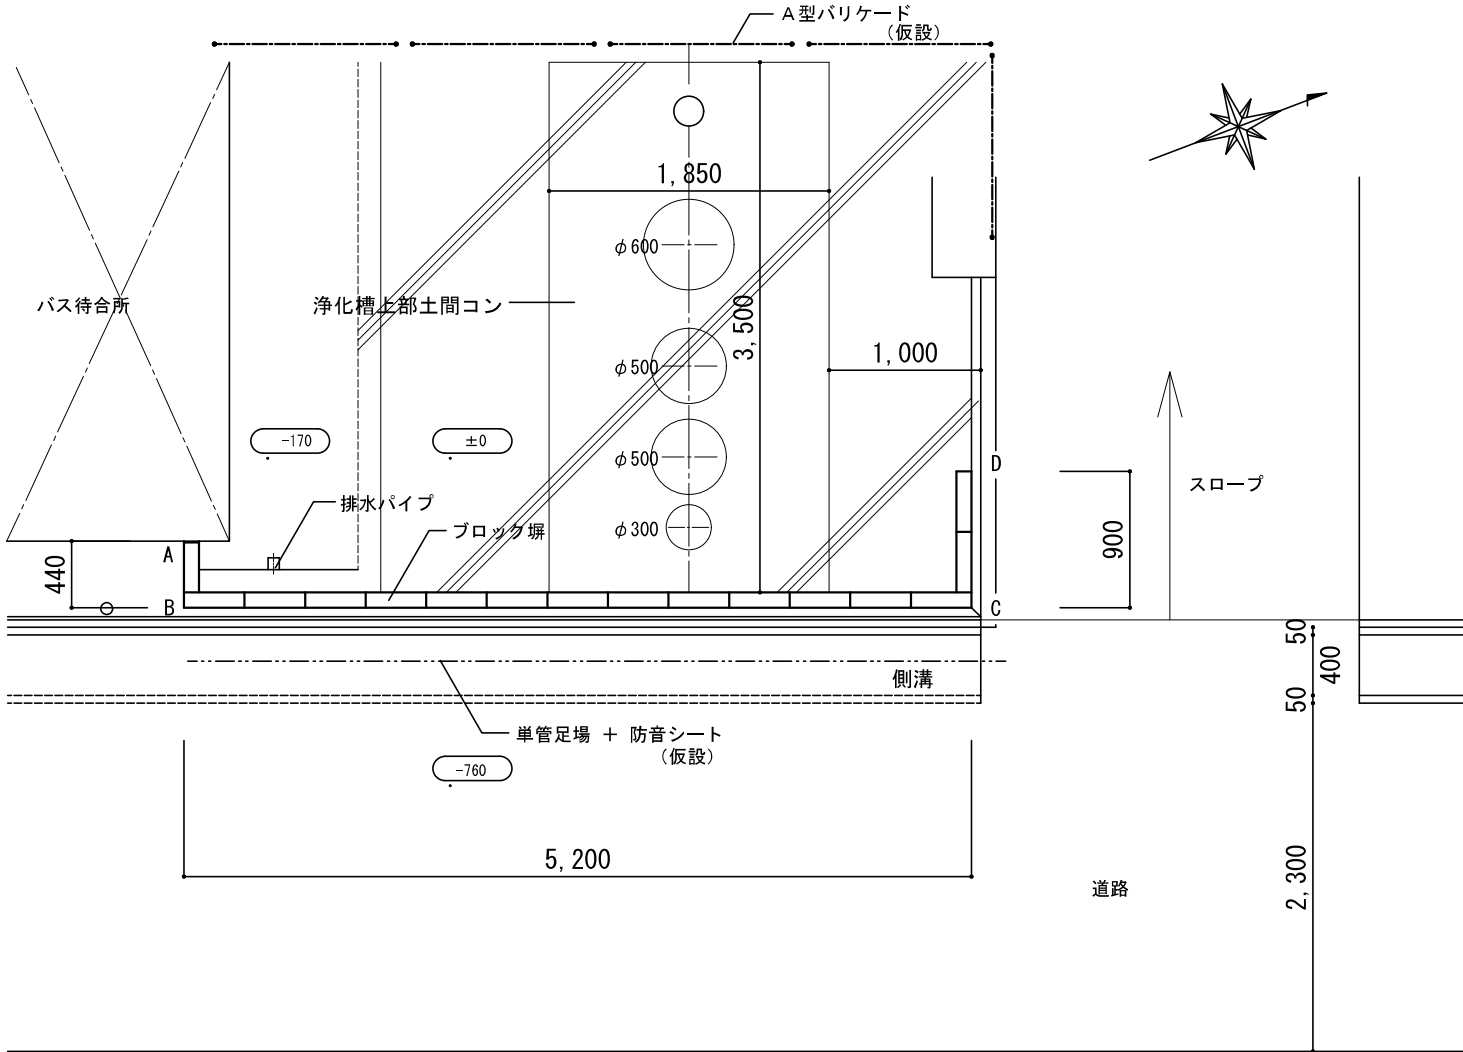 A型バリケード
(仮設)
1,850
φ600
バス待合所
浄化槽上部土間コン
3,500
1,000
φ500
-170
±0
φ500
D
スロープ
排水パイプ
ブロック塀
φ300
900
A
440
B
C
50
400
側溝
50
単管足場 + 防音シート
(仮設)
-760
5,200
道路
2,300